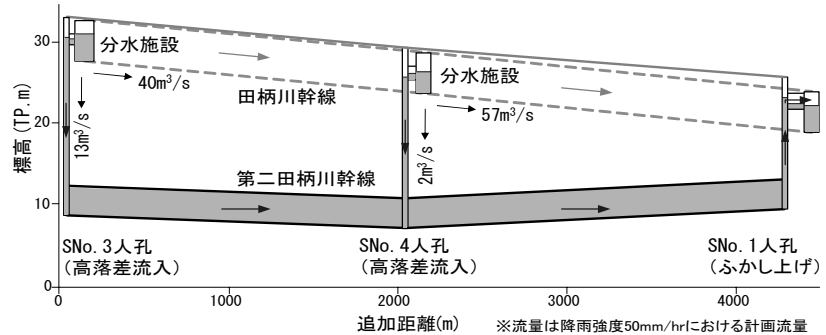 標高(TP.m)
30
20
10
0
分水施設
40m³/s
13m³/s
田柄川幹線
分水施設
57m³/s
2m³/s
第二田柄川幹線
SNo. 3人孔
(高落差流入)
SNo. 4人孔
(高落差流入)
SNo. 1人孔
(ふかし上げ)
0
1000
2000
3000
4000
追加距離(m)
※流量は降雨強度50mm/hrにおける計画流量